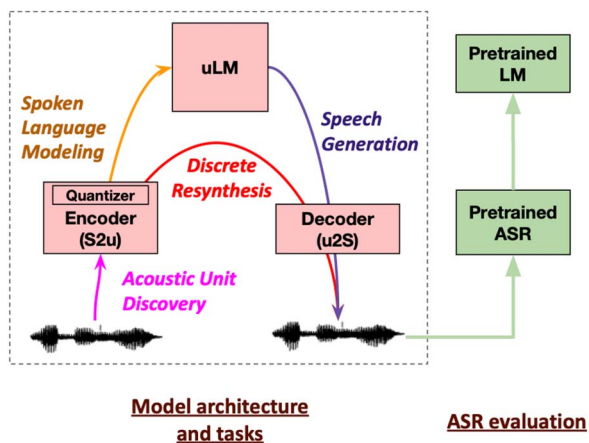 uLM
Spoken
Language
Modeling
Speech
Generation
Discrete
Resynthesis
Quantizer
Encoder
(S2u)
Decoder
(u2S)
Acoustic Unit
Discovery
Model architecture
and tasks
Pretrained
LM
Pretrained
ASR
ASR evaluation